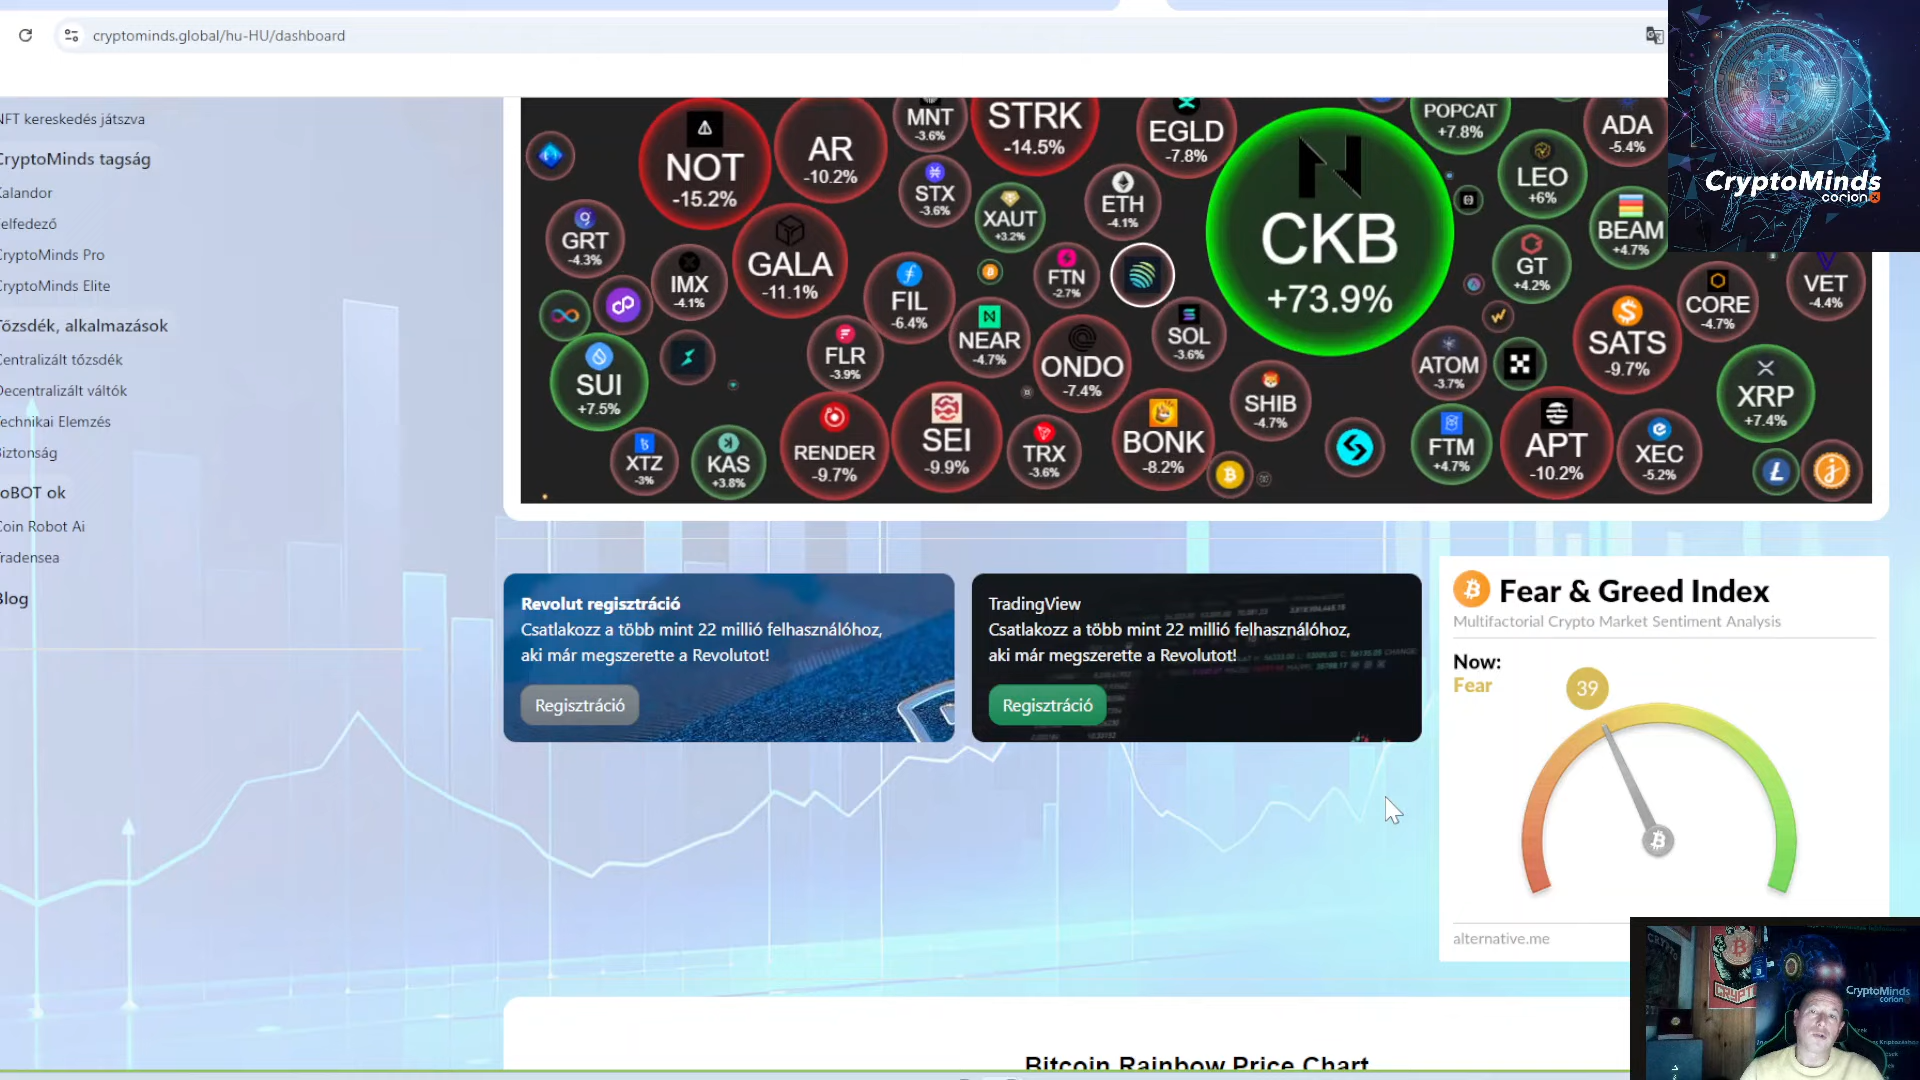 cryptominds.global/hu-HU/dashboard
CryptoMinds
corion
NFT kereskedés játszva
CryptoMinds tagság
Kalandor
elfedező
CryptoMinds Pro
CryptoMinds Elite
Tőzsdék, alkalmazások
Centralizált tőzsdék
Decentralizált váltók
Technikai Elemzés
Biztonság
oBOT ok
Coin Robot Ai
Tradensea
Blog
NOT
-15.2%
AR
-10.2%
MNT
-3.6%
STRK
-14.5%
EGLD
-7.8%
CKB
+73.9%
POPCAT
+7.8%
ADA
-5.4%
LEO
+6%
BEAM
+4.7%
STX
-3.6%
XAUT
+3.2%
ETH
-4.1%
GRT
-4.3%
IMX
-4.1%
GALA
-11.1%
FIL
-6.4%
FTN
-2.7%
GT
+4.2%
CORE
-4.7%
VET
-4.4%
SUI
+7.5%
FLR
-3.9%
NEAR
-4.7%
ONDO
-7.4%
SOL
-3.6%
SHIB
-4.7%
ATOM
-3.7%
SATS
-9.7%
XRP
+7.4%
XTZ
-3%
KAS
+3.8%
RENDER
-9.7%
SEI
-9.9%
TRX
-3.6%
BONK
-8.2%
FTM
+4.7%
APT
-10.2%
XEC
-5.2%
Revolut regisztráció
Csatlakozz a több mint 22 millió felhasználóhoz,
aki már megszerette a Revolutot!
Regisztráció
TradingView
Csatlakozz a több mint 22 millió felhasználóhoz,
aki már megszerette a Revolutot!
Regisztráció
Fear & Greed Index
Multifactorial Crypto Market Sentiment Analysis
Now:
Fear
39
alternative.me
Bitcoin Rainbow Price Chart
CRYPTO
CryptoMinds
corion